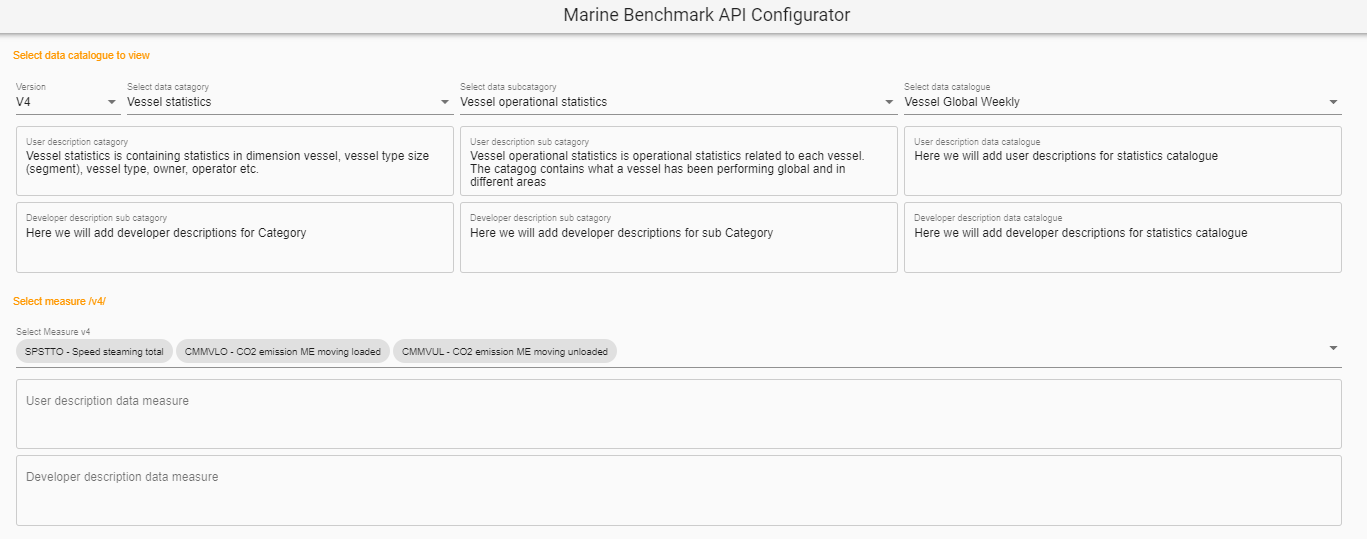 Marine Benchmark API Configurator
Select data catalogue to view
Version
V4
Select data catagory
Vessel statistics
Select data subcatagory
Vessel operational statistics
Select data catalogue
Vessel Global Weekly
User description catagory
Vessel statistics is containing statistics in dimension vessel, vessel type size
(segment), vessel type, owner, operator etc.
User description sub catagory
Vessel operational statistics is operational statistics related to each vessel.
The catagog contains what a vessel has been performing global and in
different areas
User description data catalogue
Here we will add user descriptions for statistics catalogue
Developer description sub catagory
Here we will add developer descriptions for Category
Developer description sub catagory
Here we will add developer descriptions for sub Category
Developer description data catalogue
Here we will add developer descriptions for statistics catalogue
Select measure /v4/
Select Measure v4
SPSTTO - Speed steaming total
CMMVLO - CO2 emission ME moving loaded
CMMVUL - CO2 emission ME moving unloaded
User description data measure
Developer description data measure